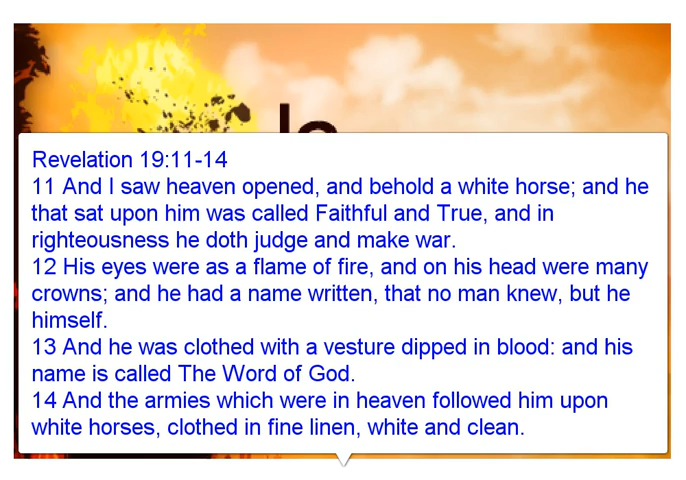 Revelation 19:11-14
11 And I saw heaven opened, and behold a white horse; and he
that sat upon him was called Faithful and True, and in
righteousness he doth judge and make war.
12 His eyes were as a flame of fire, and on his head were many
crowns; and he had a name written, that no man knew, but he
himself.
13 And he was clothed with a vesture dipped in blood: and his
name is called The Word of God.
14 And the armies which were in heaven followed him upon
white horses, clothed in fine linen, white and clean.